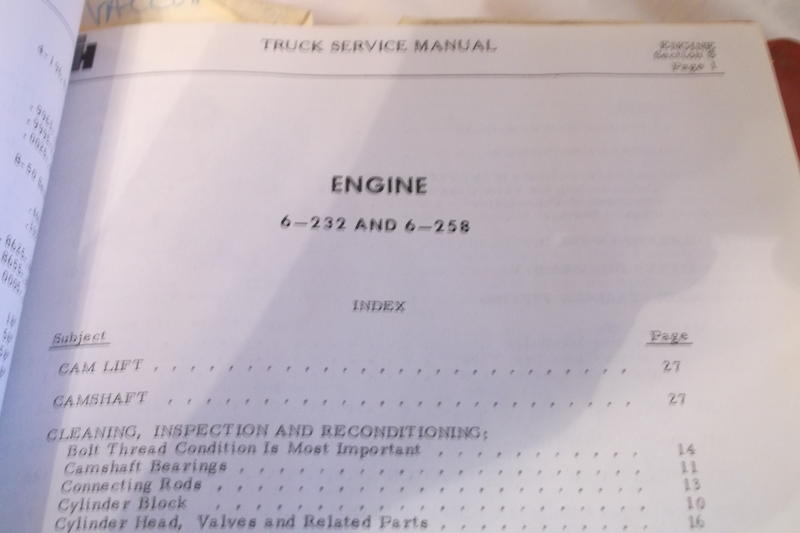 TRUCK SERVICE MANUAL
ENGINE
Section B
Page 1
ENGINE
6-232 AND 6-258
INDEX
Subject Page
CAM LIFT . . . . . . . . . . . . . . . . . . . . 27
CAMSHAFT . . . . . . . . . . . . . . . . . . . . 27
CLEANING, INSPECTION AND RECONDITIONING:
Bolt Thread Condition Is Most Important . . . . . . . . . 14
Camshaft Bearings . . . . . . . . . . . . . . . . . 11
Connecting Rods . . . . . . . . . . . . . . . . . . 13
Cylinder Block . . . . . . . . . . . . . . . . . . 10
Cylinder Head, Valves and Related Parts . . . . . . . . . 16